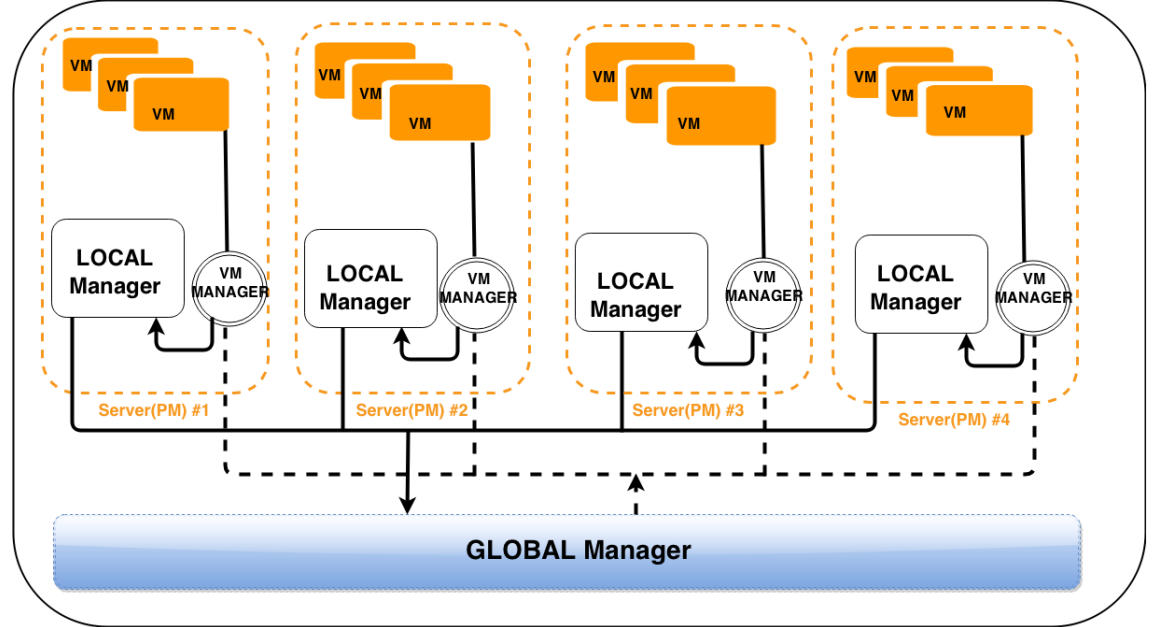 VM
VM
VM
LOCAL
Manager
VM
MANAGER
Server(PM) #1
VM
VM
VM
LOCAL
Manager
VM
MANAGER
Server(PM) #2
VM
VM
VM
LOCAL
Manager
VM
MANAGER
Server(PM) #3
VM
VM
VM
LOCAL
Manager
VM
MANAGER
Server(PM) #4
GLOBAL Manager